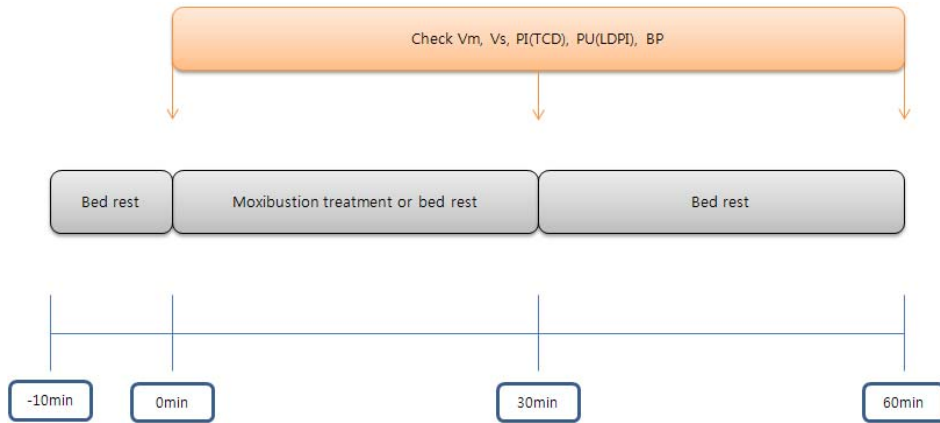 Check Vm, Vs, PI(TCD), PU(LDPI), BP
Bed rest
Moxibustion treatment or bed rest
Bed rest
-10min
0min
30min
60min